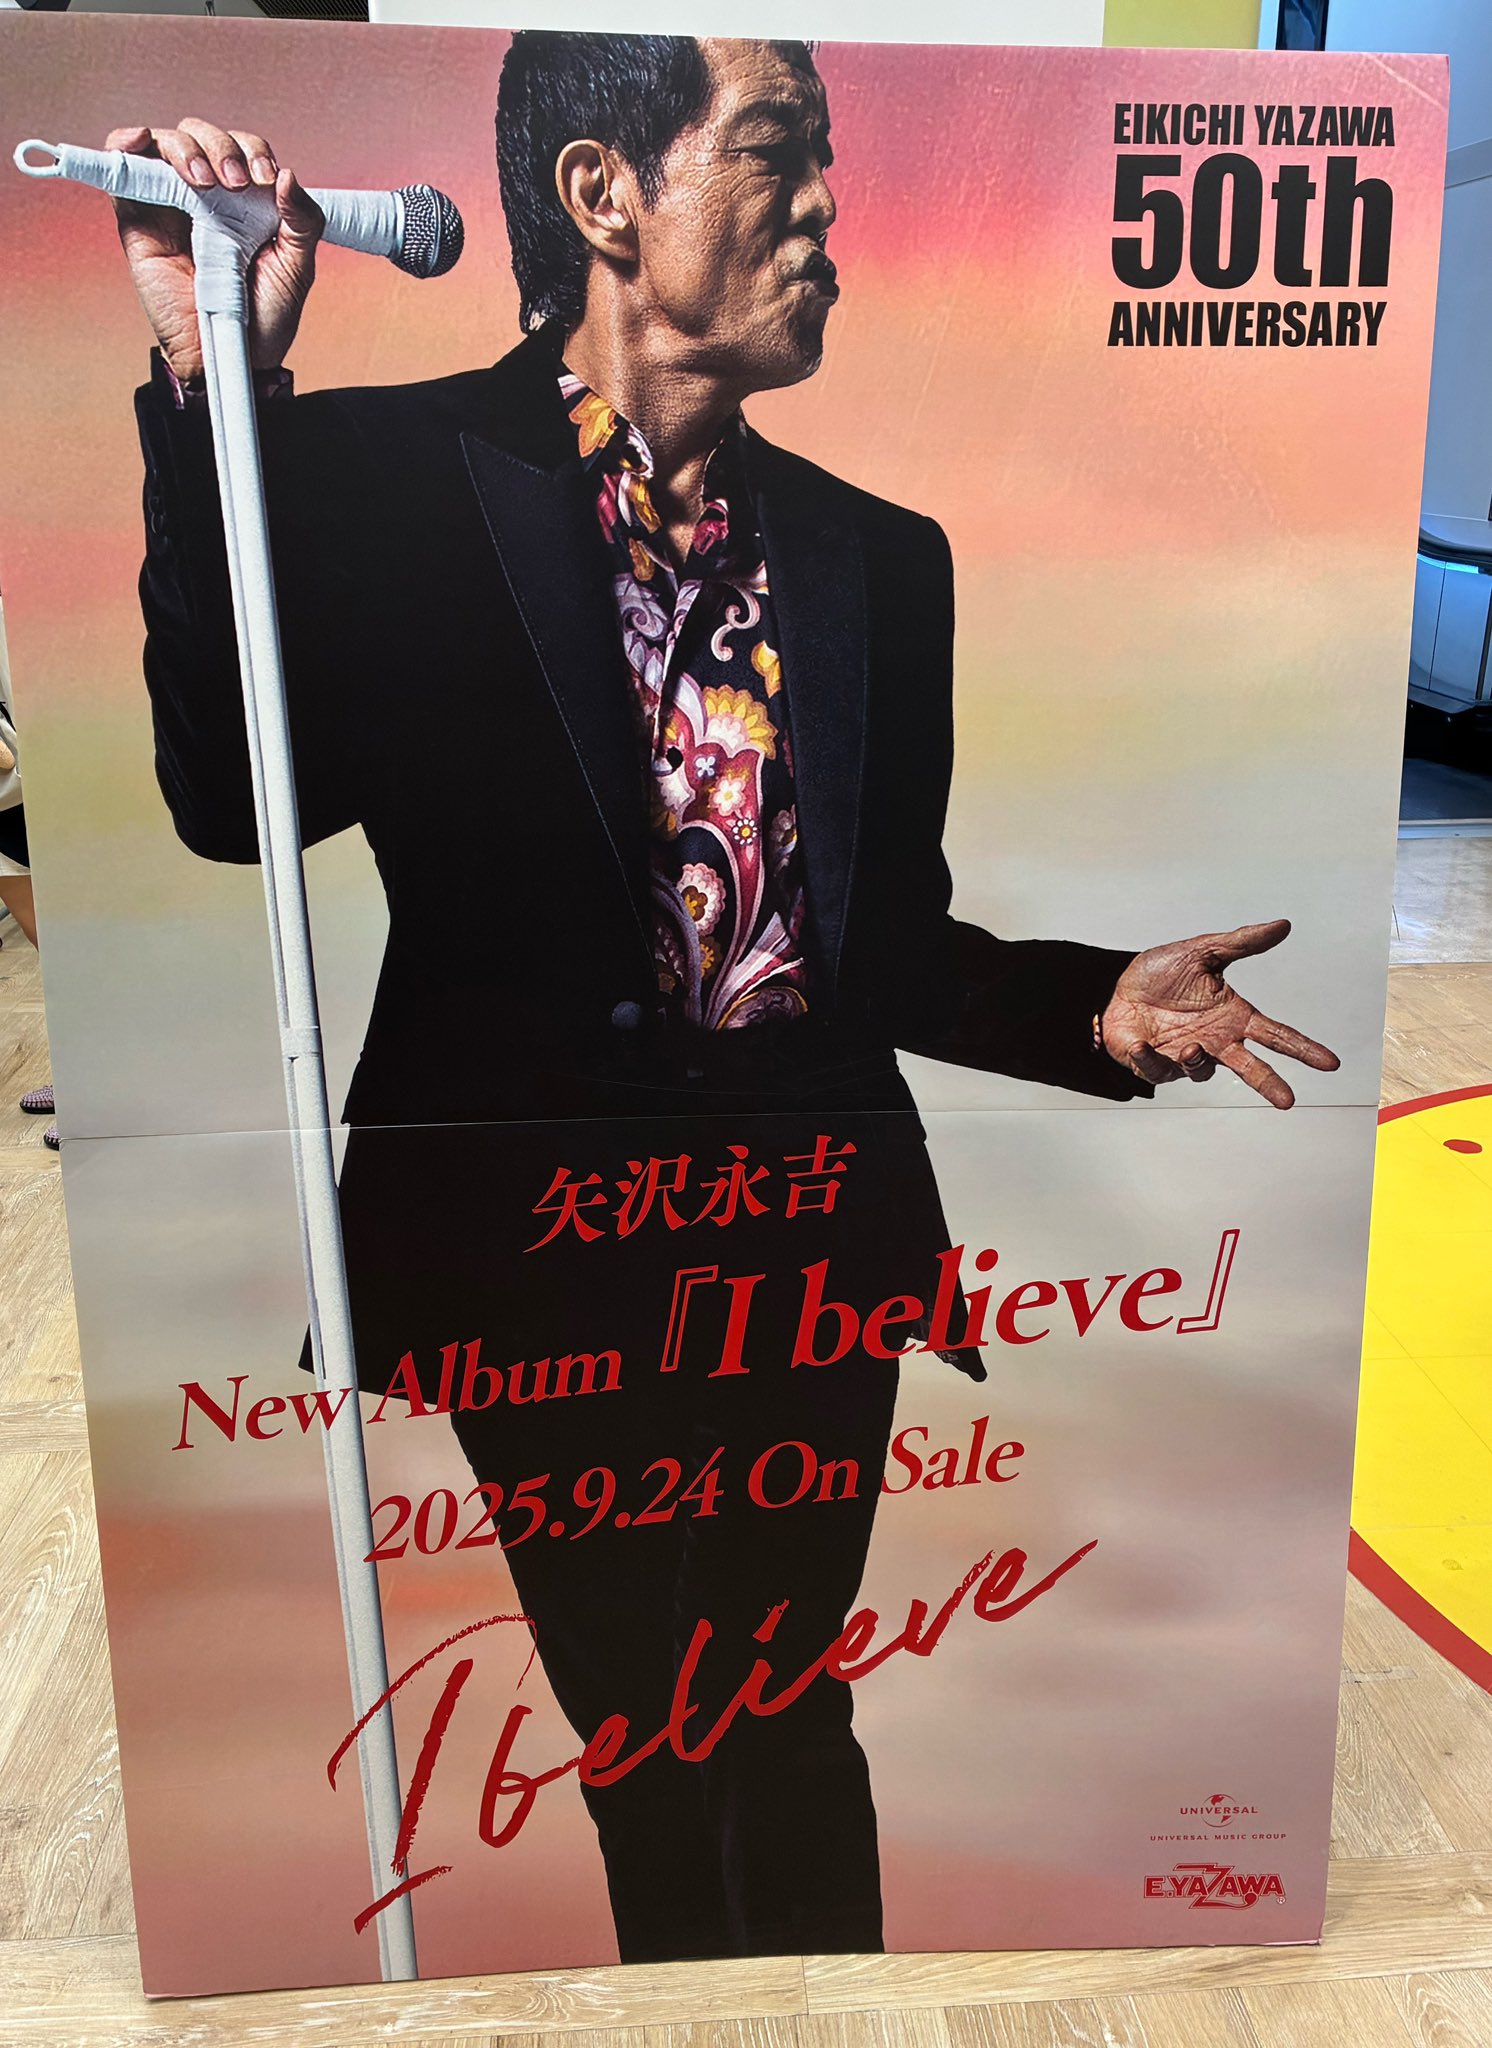 EIKICHI YAZAWA
50th
ANNIVERSARY
矢沢永吉
New Album『I believe』
2025.9.24 On Sale
I believe
UNIVERSAL
UNIVERSAL MUSIC GROUP
E.YAZAWA®